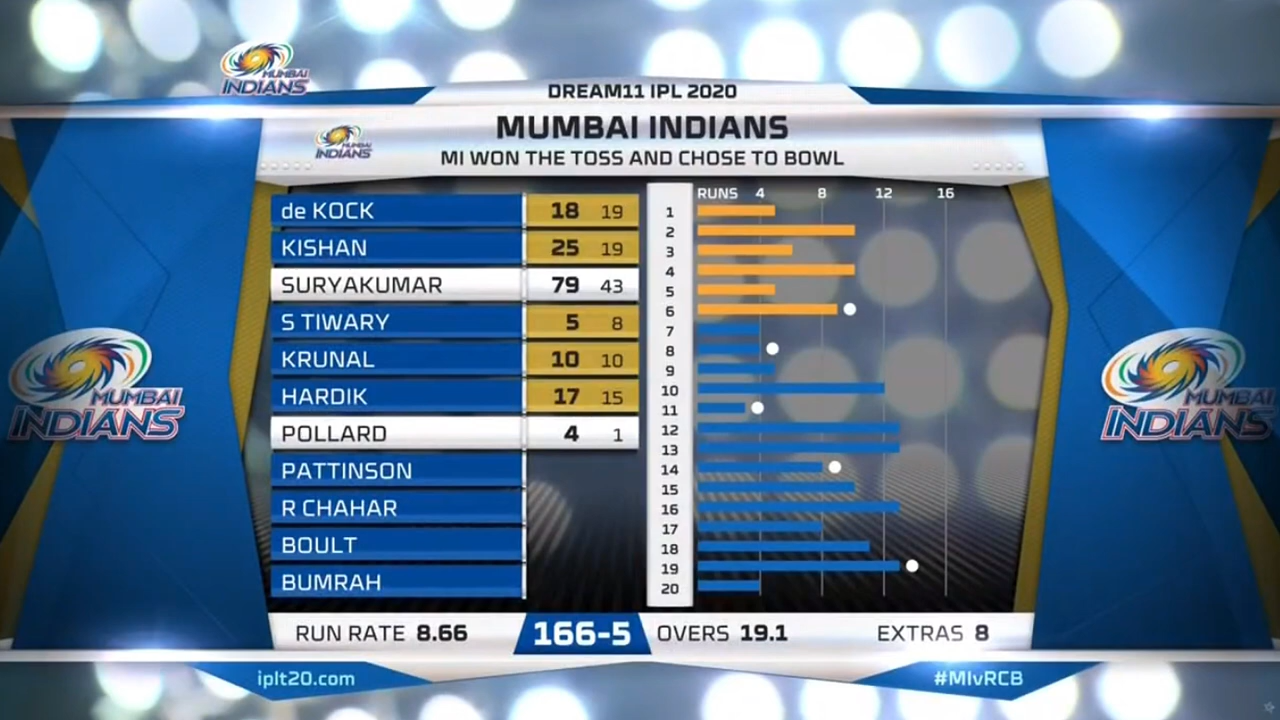 MUMBAI
INDIANS
DREAM11 IPL 2020
MUMBAI
INDIANS
MUMBAI INDIANS
MI WON THE TOSS AND CHOSE TO BOWL
RUNS 4 8 12 16
de KOCK 18 19
KISHAN 25 19
SURYAKUMAR 79 43
S TIWARY 5 8
KRUNAL 10 10
HARDIK 17 15
POLLARD 4 1
PATTINSON
R CHAHAR
BOULT
BUMRAH
1
2
3
4
5
6
7
8
9
10
11
12
13
14
15
16
17
18
19
20
MUMBAI
INDIANS
MUMBAI
INDIANS
RUN RATE 8.66 166-5 OVERS 19.1 EXTRAS 8
iplt20.com #MIvRCB